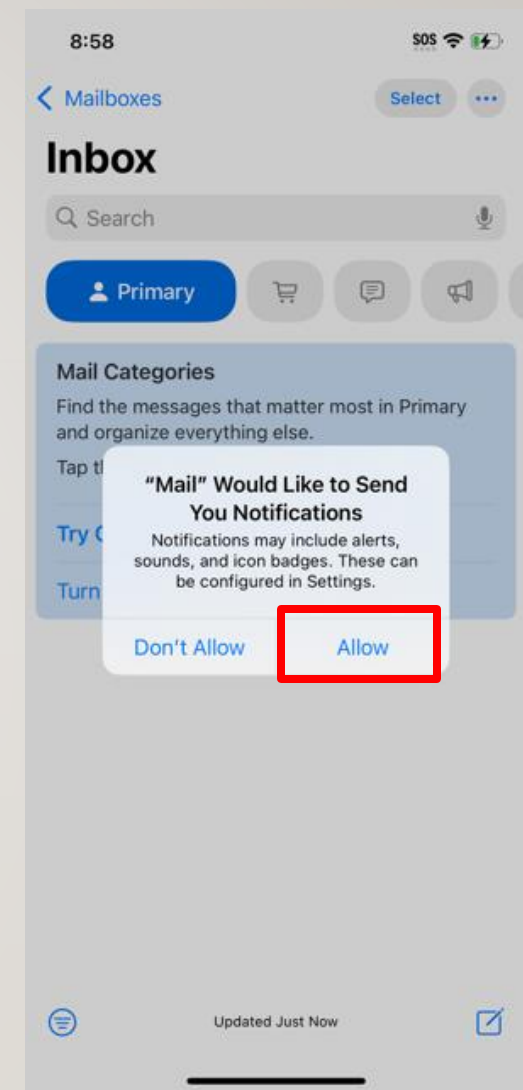 8:58
SOS
Mailboxes
Select
Inbox
Search
Primary
Mail Categories
Find the messages that matter most in Primary
and organize everything else.
Tap
"Mail" Would Like to Send
You Notifications
Notifications may include alerts,
sounds, and icon badges. These can
be configured in Settings.
Try
Turn
Don't Allow
Allow
Updated Just Now